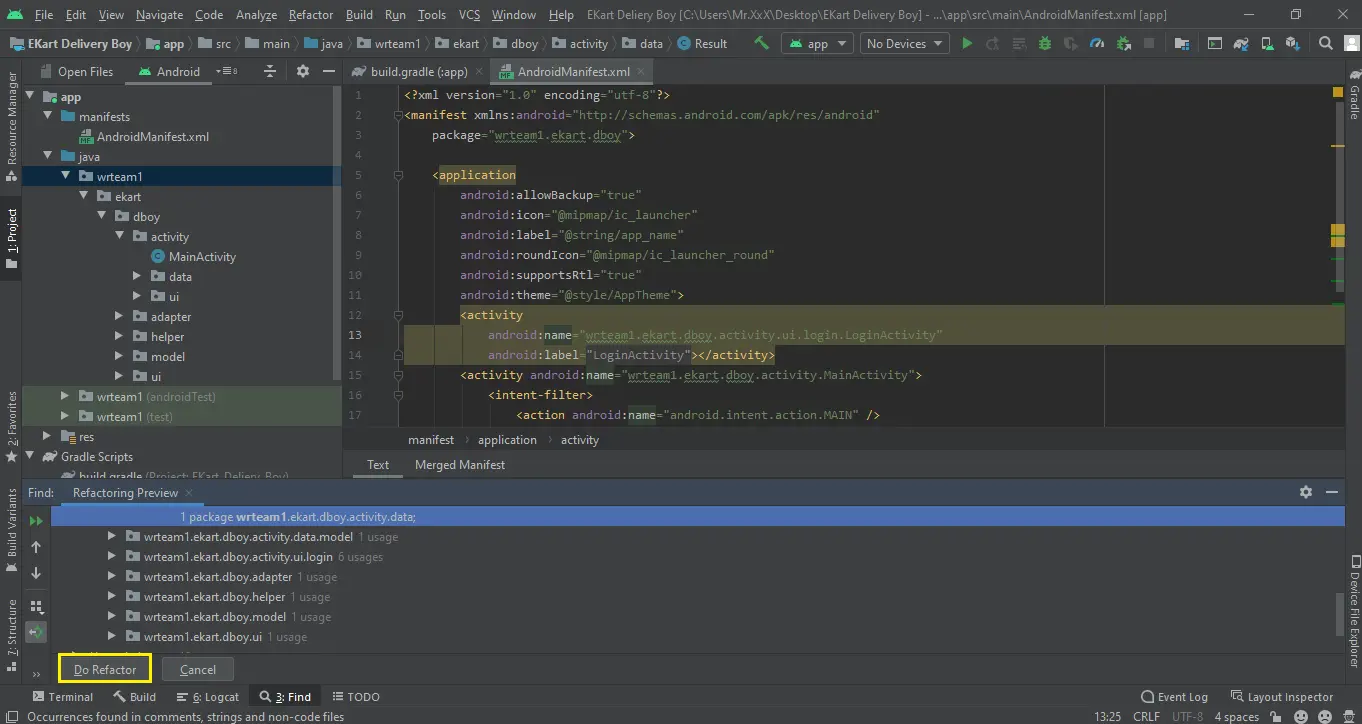 File Edit View Navigate Code Analyze Refactor Build Run Tools VCS Window Help EKart Deliery Boy [C:\Users\Mr.XxX\Desktop\EKart Delivery Boy] - ...\app\src\main\AndroidManifest.xml [app]
EKart Delivery Boy app src main java wrteam1 ekart dboy activity data Result app No Devices
Resource Manager
1: Project
2: Favorites
Build Variants
7: Structure
Open Files Android
app
manifests
AndroidManifest.xml
java
wrteam1
ekart
dboy
activity
MainActivity
data
ui
adapter
helper
model
ui
wrteam1 (androidTest)
wrteam1 (test)
res
Gradle Scripts
build.gradle (Project: EKart_Deliery_Boy)
build.gradle (:app) AndroidManifest.xml
1 <?xml version="1.0" encoding="utf-8"?>
2 <manifest xmlns:android="http://schemas.android.com/apk/res/android"
3 package="wrteam1.ekart.dboy">
4
5 <application
6 android:allowBackup="true"
7 android:icon="@mipmap/ic_launcher"
8 android:label="@string/app_name"
9 android:roundIcon="@mipmap/ic_launcher_round"
10 android:supportsRtl="true"
11 android:theme="@style/AppTheme">
12 <activity
13 android:name="wrteam1.ekart.dboy.activity.ui.login.LoginActivity"
14 android:label="LoginActivity"></activity>
15 <activity android:name="wrteam1.ekart.dboy.activity.MainActivity">
16 <intent-filter>
17 <action android:name="android.intent.action.MAIN" />
manifest application activity
Text Merged Manifest
Gradle
Device File Explorer
Find: Refactoring Preview
1 package wrteam1.ekart.dboy.activity.data;
wrteam1.ekart.dboy.activity.data.model 1 usage
wrteam1.ekart.dboy.activity.ui.login 6 usages
wrteam1.ekart.dboy.adapter 1 usage
wrteam1.ekart.dboy.helper 1 usage
wrteam1.ekart.dboy.model 1 usage
wrteam1.ekart.dboy.ui 1 usage
Do Refactor Cancel
Terminal Build 6: Logcat 3: Find TODO Event Log Layout Inspector
Occurrences found in comments, strings and non-code files 13:25 CRLF UTF-8 4 spaces